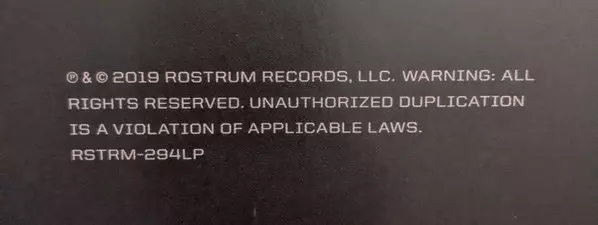 ℗ & © 2019 ROSTRUM RECORDS, LLC. WARNING: ALL
RIGHTS RESERVED. UNAUTHORIZED DUPLICATION
IS A VIOLATION OF APPLICABLE LAWS.
RSTRM-294LP